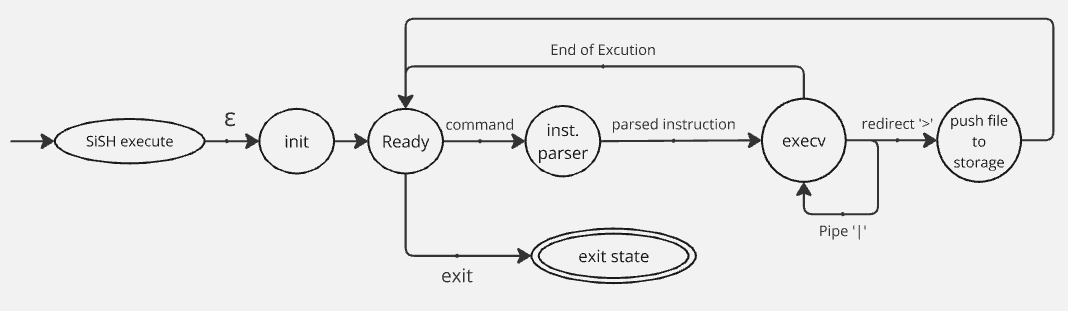 End of Excution
SiSH execute
ε
init
Ready
command
inst.
parser
parsed instruction
execv
redirect '>'
push file
to
storage
Pipe '|'
exit
exit state